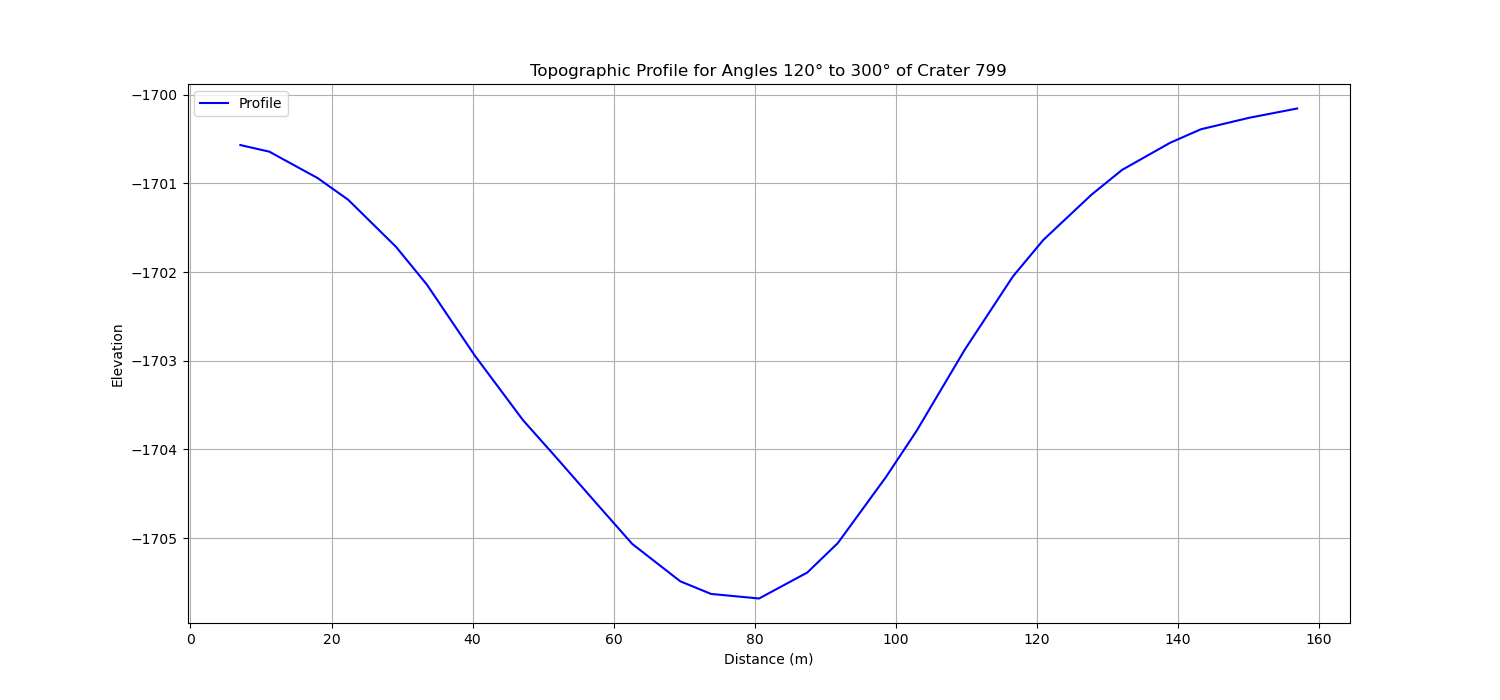 Topographic Profile for Angles 120° to 300° of Crater 799
Profile
−1700
−1701
−1702
−1703
−1704
−1705
Elevation
0 20 40 60 80 100 120 140 160
Distance (m)